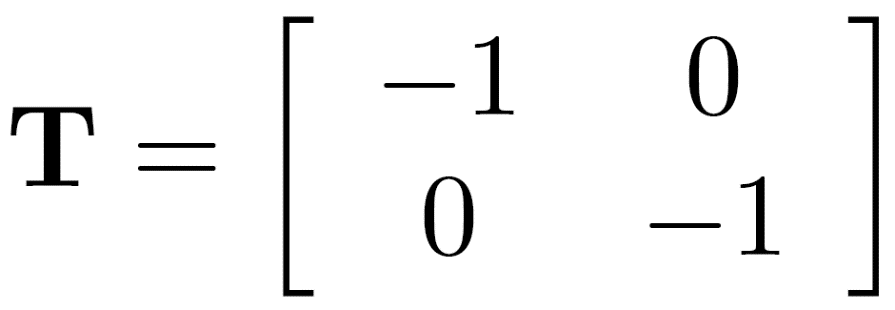 T = [ −1 0
0 −1 ]